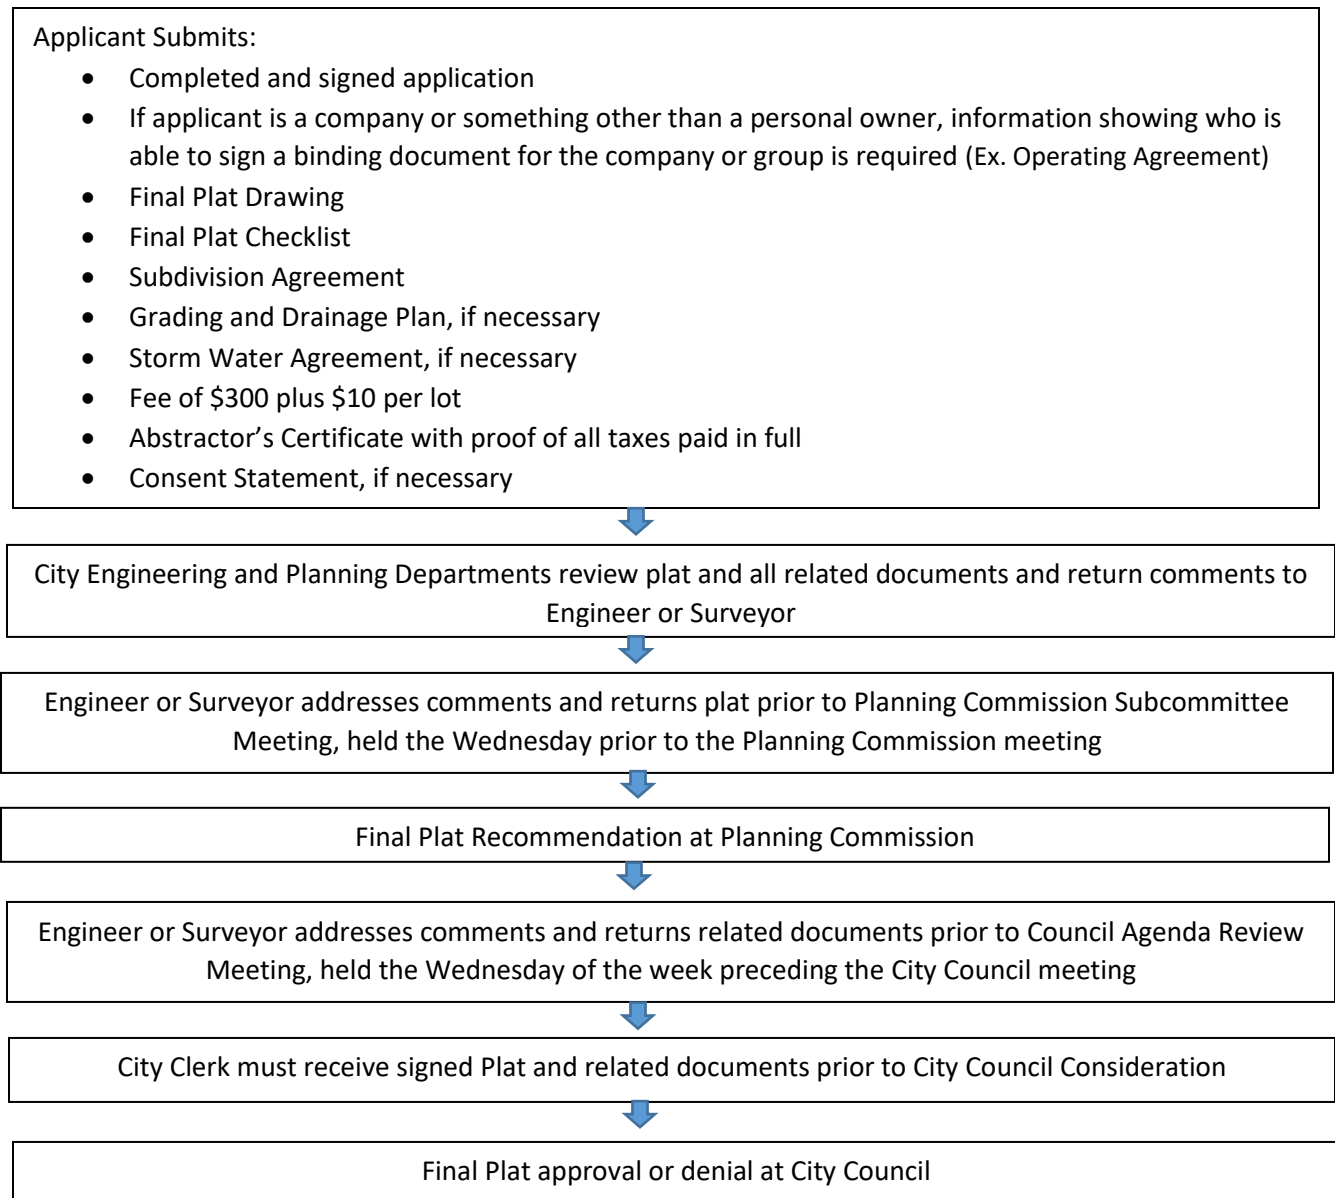 Applicant Submits:
• Completed and signed application
• If applicant is a company or something other than a personal owner, information showing who is
able to sign a binding document for the company or group is required (Ex. Operating Agreement)
• Final Plat Drawing
• Final Plat Checklist
• Subdivision Agreement
• Grading and Drainage Plan, if necessary
• Storm Water Agreement, if necessary
• Fee of $300 plus $10 per lot
• Abstractor’s Certificate with proof of all taxes paid in full
• Consent Statement, if necessary
City Engineering and Planning Departments review plat and all related documents and return comments to
Engineer or Surveyor
Engineer or Surveyor addresses comments and returns plat prior to Planning Commission Subcommittee
Meeting, held the Wednesday prior to the Planning Commission meeting
Final Plat Recommendation at Planning Commission
Engineer or Surveyor addresses comments and returns related documents prior to Council Agenda Review
Meeting, held the Wednesday of the week preceding the City Council meeting
City Clerk must receive signed Plat and related documents prior to City Council Consideration
Final Plat approval or denial at City Council